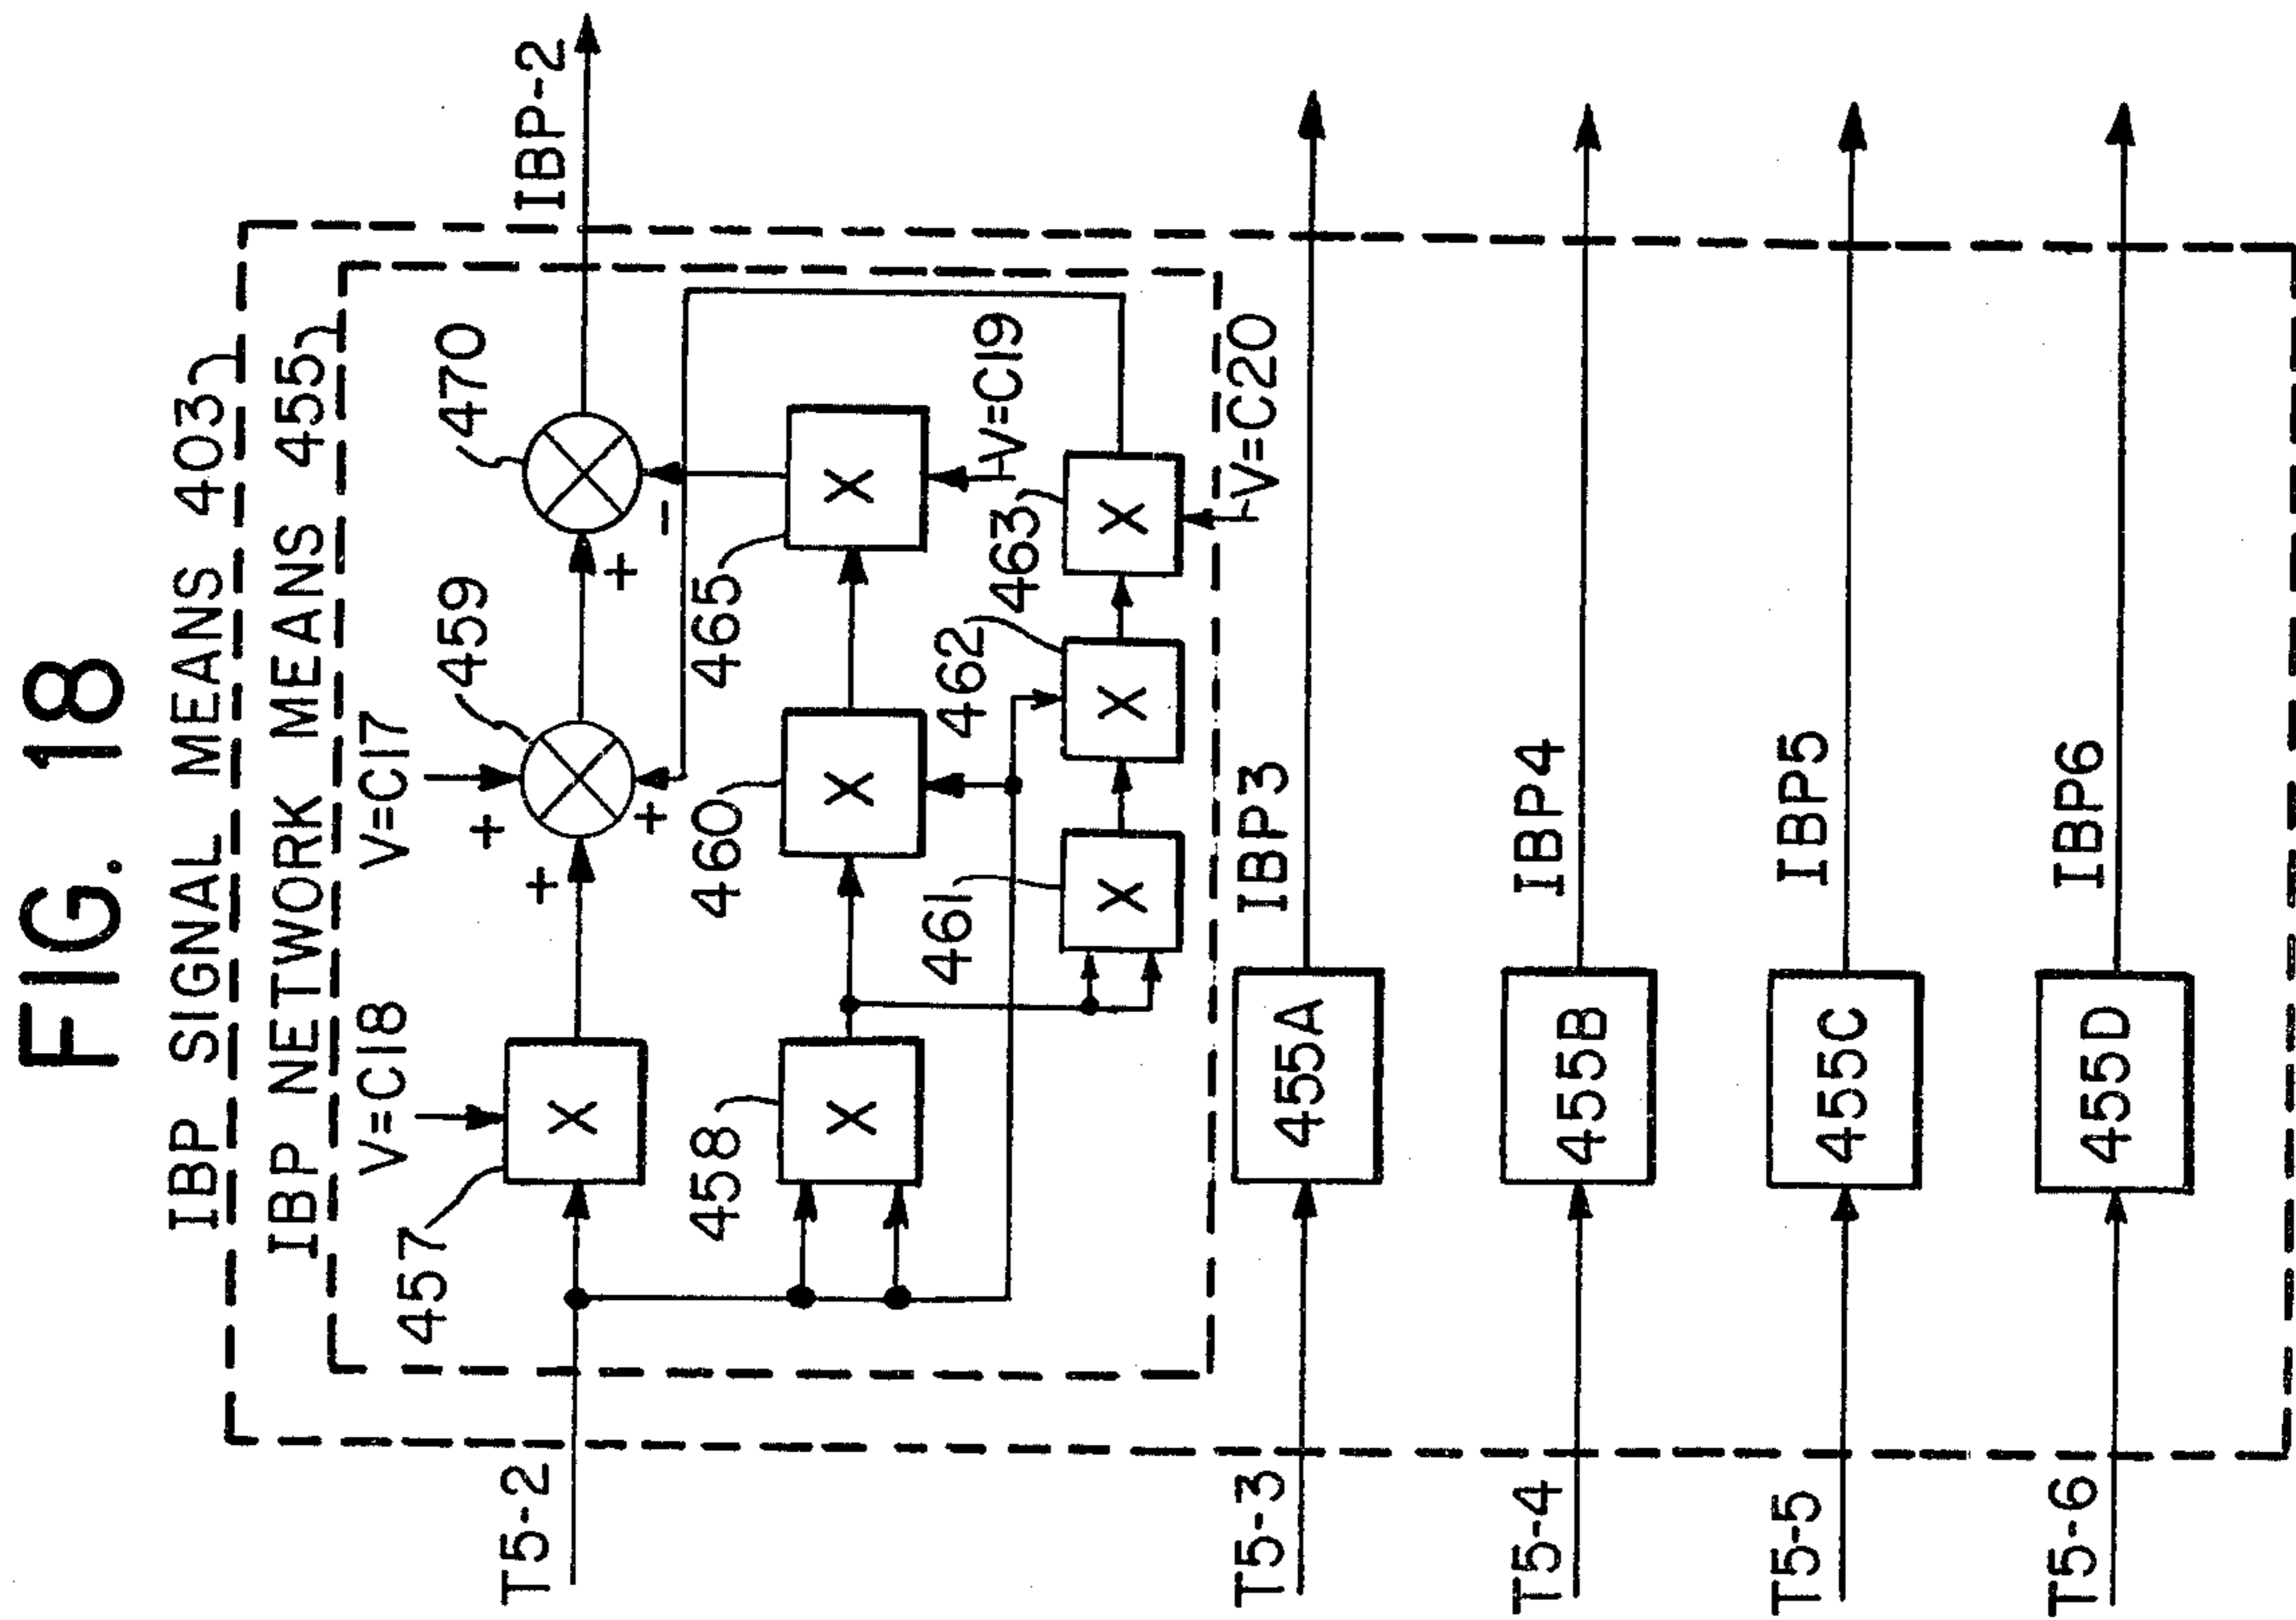 FIG. 18
IBP SIGNAL MEANS 403
IBP NETWORK MEANS 455
V=C18
V=C17
457
459
470
IBP-2
T5-2
X
+
+
+
+
-
458
X
460
X
465
X
V=C19
461
X
462
X
463
X
V=C20
T5-3
455A
IBP3
T5-4
455B
IBP4
T5-5
455C
IBP5
T5-6
455D
IBP6